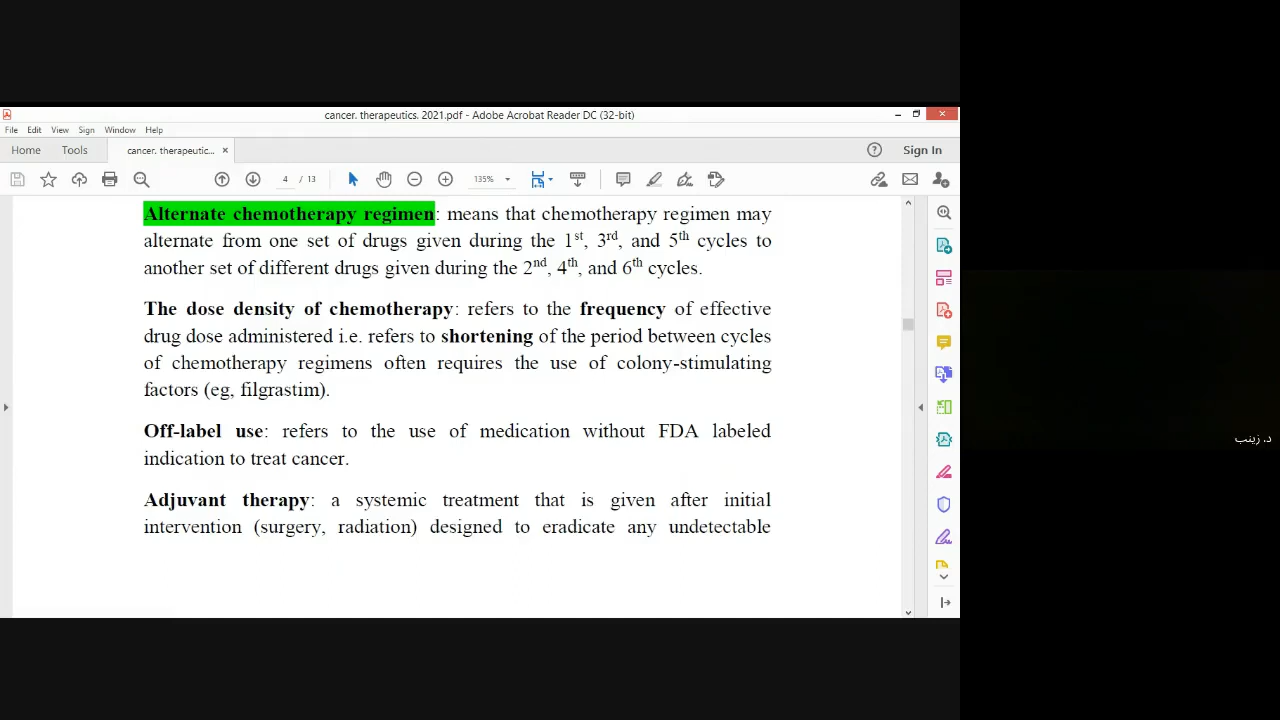 cancer. therapeutics. 2021.pdf - Adobe Acrobat Reader DC (32-bit)
File Edit View Sign Window Help
Home Tools cancer. therapeutic... × Sign In
4 / 13 135%
Alternate chemotherapy regimen: means that chemotherapy regimen may
alternate from one set of drugs given during the 1st, 3rd, and 5th cycles to
another set of different drugs given during the 2nd, 4th, and 6th cycles.
The dose density of chemotherapy: refers to the frequency of effective
drug dose administered i.e. refers to shortening of the period between cycles
of chemotherapy regimens often requires the use of colony-stimulating
factors (eg, filgrastim).
Off-label use: refers to the use of medication without FDA labeled
indication to treat cancer.
Adjuvant therapy: a systemic treatment that is given after initial
intervention (surgery, radiation) designed to eradicate any undetectable
د. زينب